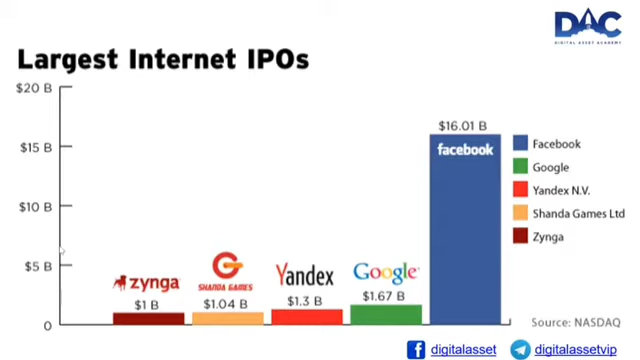 DAC
DIGITAL ASSET ACADEMY
Largest Internet IPOs
$20 B
$15 B
$10 B
$5 B
0
zynga
$1 B
SHANDA GAMES
$1.04 B
Yandex
$1.3 B
Google
$1.67 B
$16.01 B
facebook
Facebook
Google
Yandex N.V.
Shanda Games Ltd
Zynga
Source: NASDAQ
f digitalasset
digitalassetvip